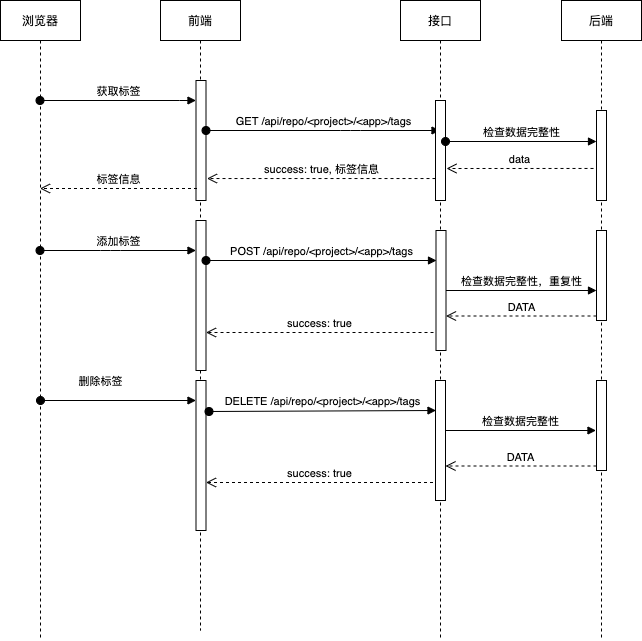 浏览器
前端
接口
后端
获取标签
GET /api/repo/<project>/<app>/tags
检查数据完整性
data
success: true, 标签信息
标签信息
添加标签
POST /api/repo/<project>/<app>/tags
检查数据完整性，重复性
DATA
success: true
删除标签
DELETE /api/repo/<project>/<app>/tags
检查数据完整性
DATA
success: true